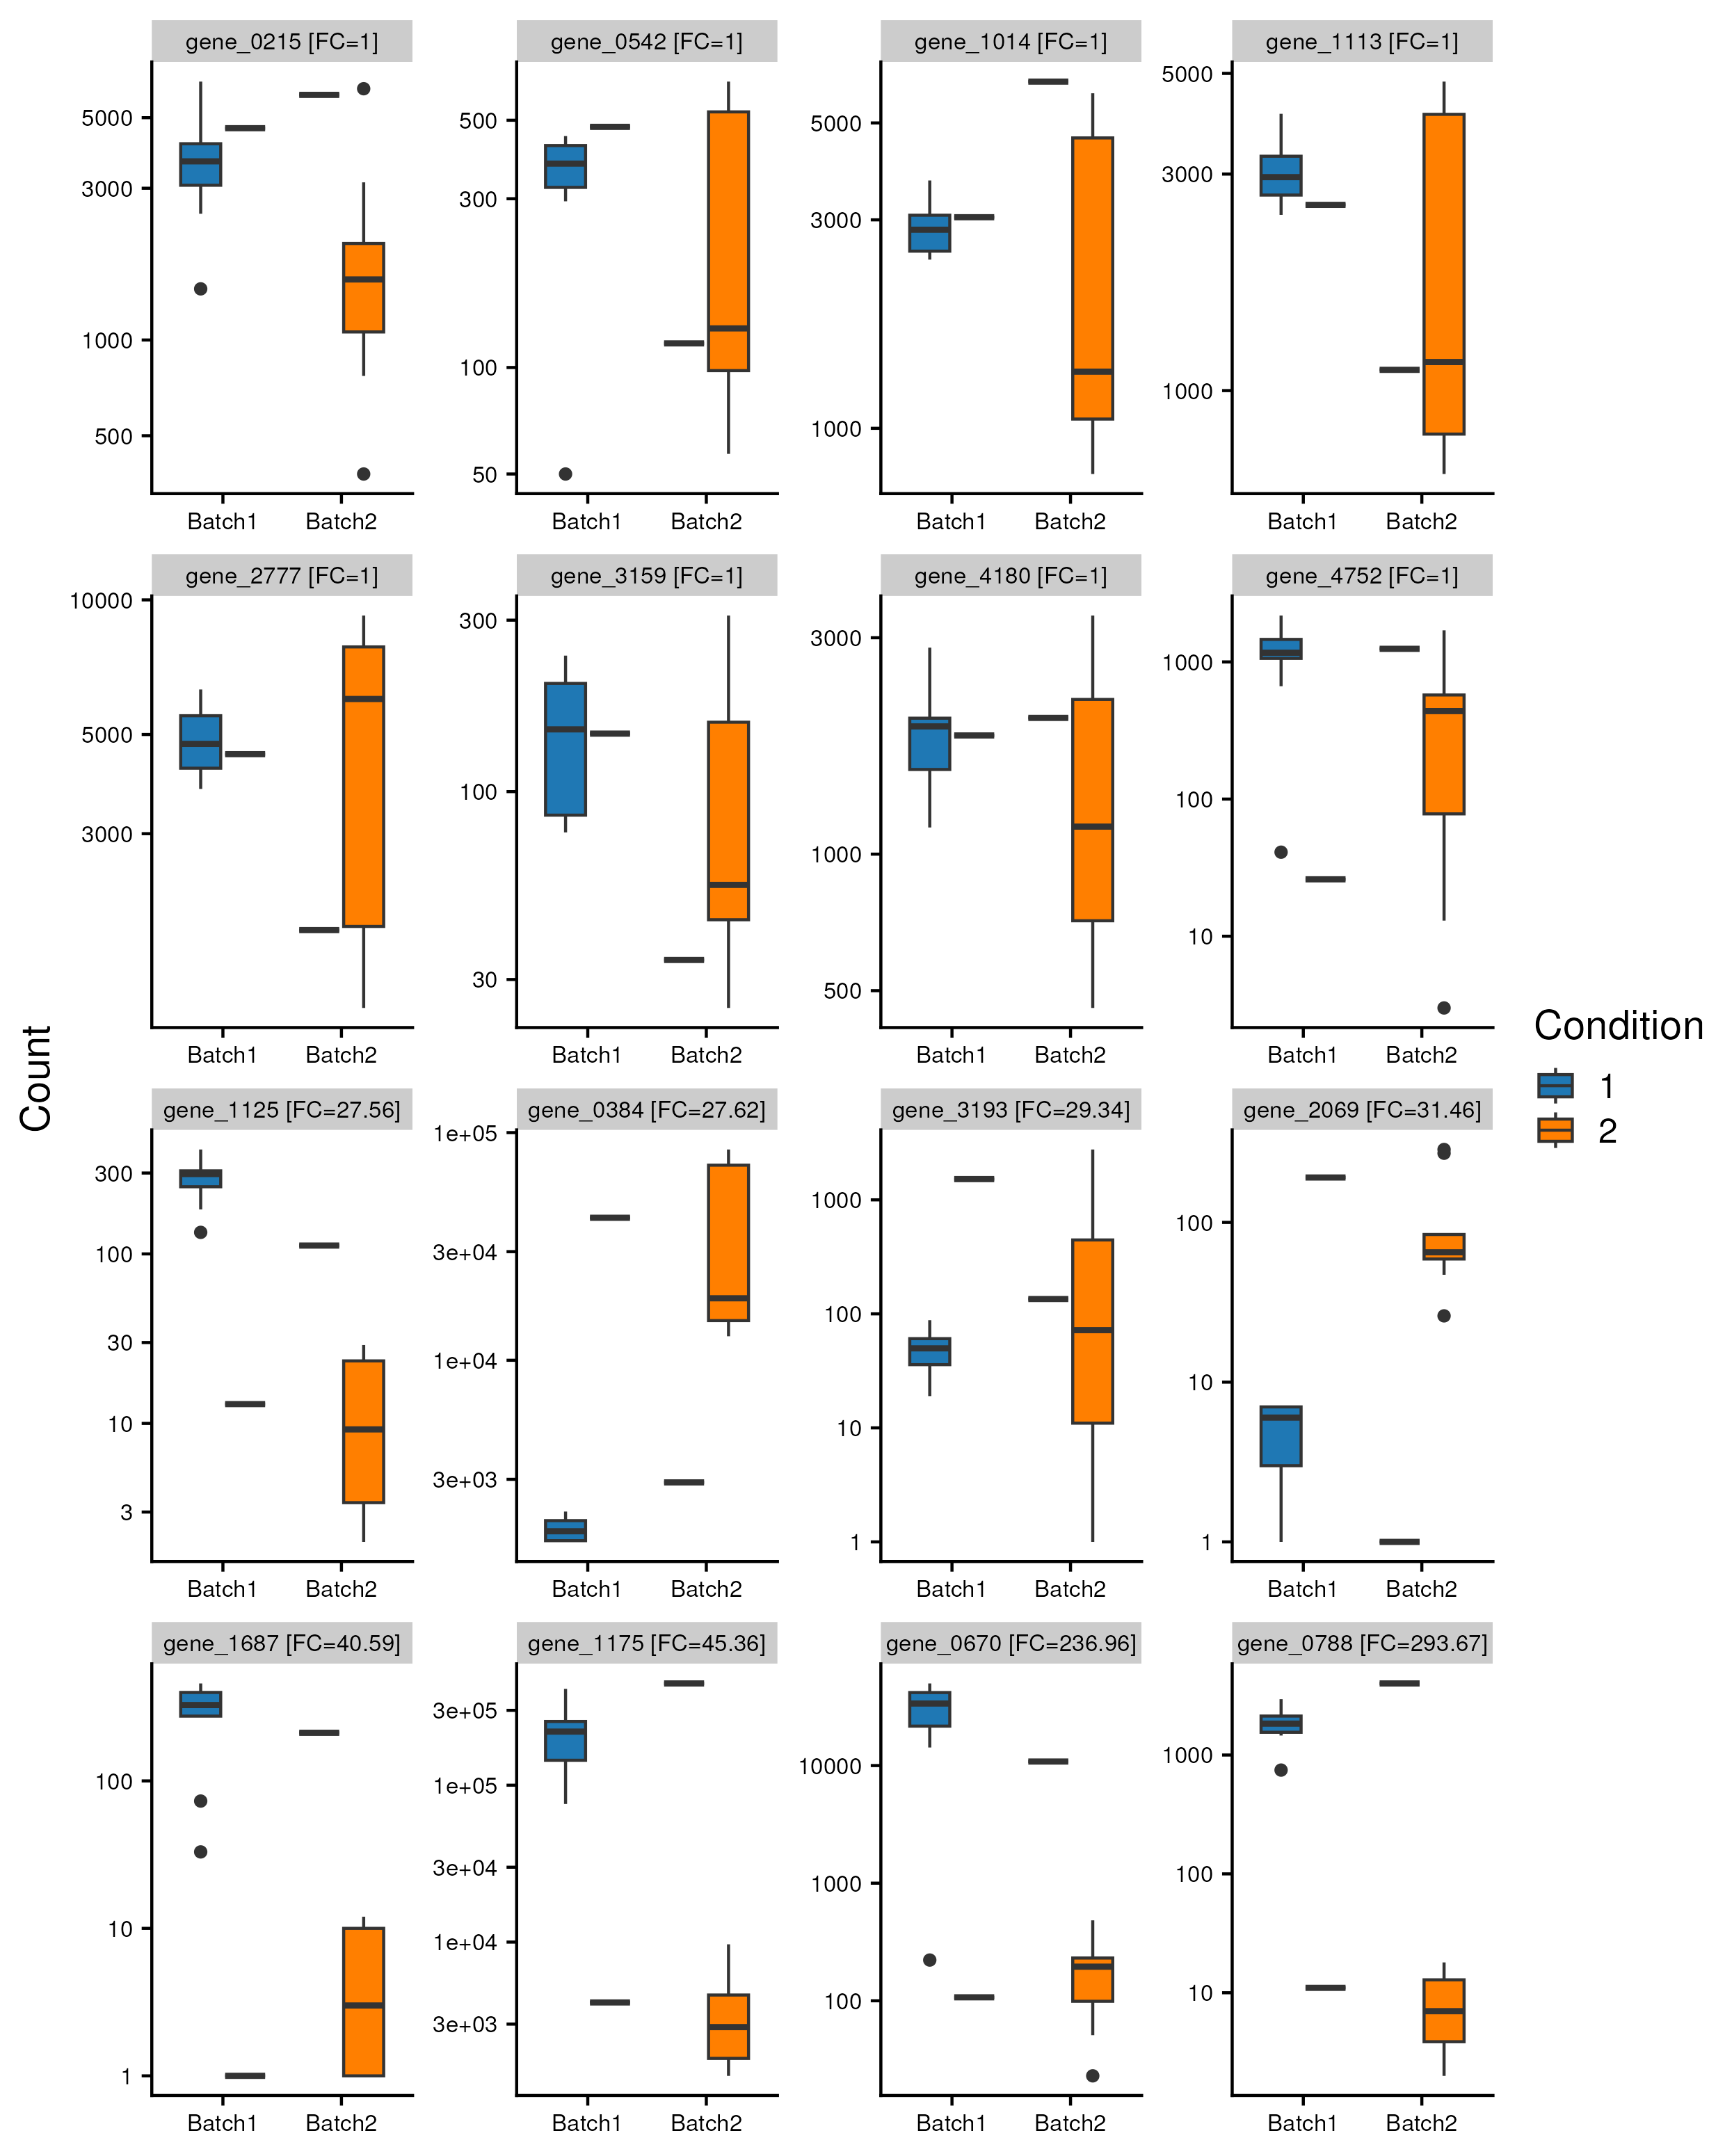 gene_0215 [FC=1]
gene_0542 [FC=1]
gene_1014 [FC=1]
gene_1113 [FC=1]
5000
3000
1000
500
500
300
100
50
5000
3000
1000
5000
3000
1000
Batch1 Batch2
Batch1 Batch2
Batch1 Batch2
Batch1 Batch2
gene_2777 [FC=1]
gene_3159 [FC=1]
gene_4180 [FC=1]
gene_4752 [FC=1]
10000
5000
3000
300
100
30
3000
1000
500
1000
100
10
Batch1 Batch2
Batch1 Batch2
Batch1 Batch2
Batch1 Batch2
Count
Condition
1
2
gene_1125 [FC=27.56]
gene_0384 [FC=27.62]
gene_3193 [FC=29.34]
gene_2069 [FC=31.46]
300
100
30
10
3
1e+05
3e+04
1e+04
3e+03
1000
100
10
1
100
10
1
Batch1 Batch2
Batch1 Batch2
Batch1 Batch2
Batch1 Batch2
gene_1687 [FC=40.59]
gene_1175 [FC=45.36]
gene_0670 [FC=236.96]
gene_0788 [FC=293.67]
100
10
1
3e+05
1e+05
3e+04
1e+04
3e+03
10000
1000
100
1000
100
10
Batch1 Batch2
Batch1 Batch2
Batch1 Batch2
Batch1 Batch2